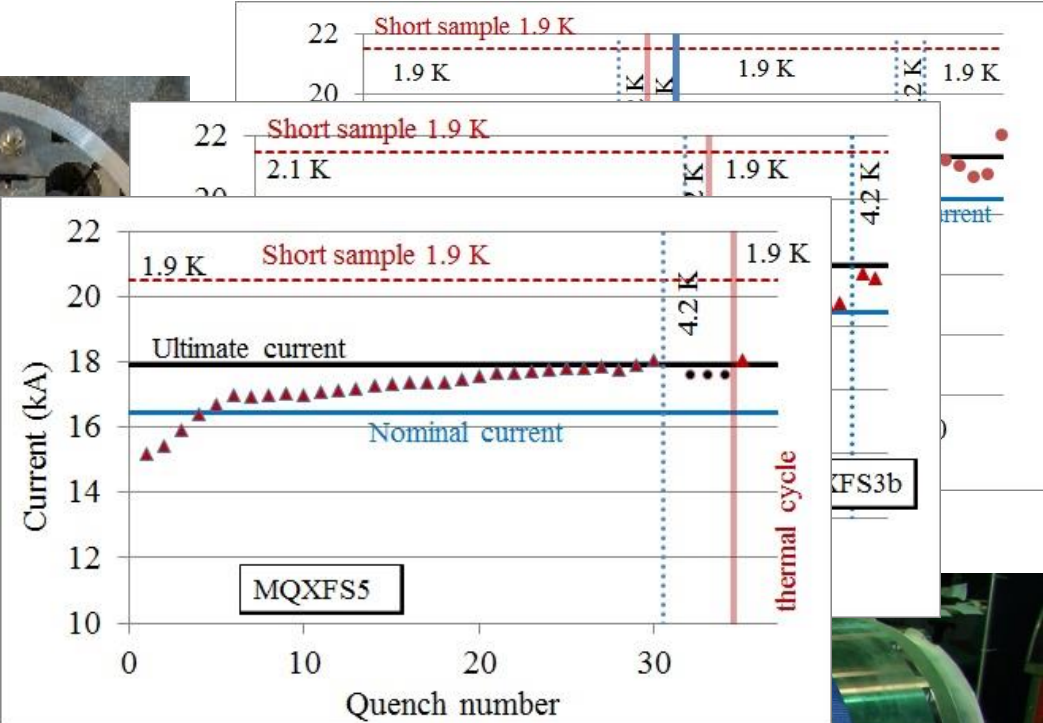 22
Short sample 1.9 K
1.9 K
1.9 K
1.9 K
20
22
Short sample 1.9 K
2.1 K
1.9 K
4.2 K
22
1.9 K
Short sample 1.9 K
1.9 K
20
4.2 K
Ultimate current
18
16
Nominal current
14
12
10
MQXFS5
0
10
20
30
Quench number
Current (kA)
thermal cycle
XFS3b